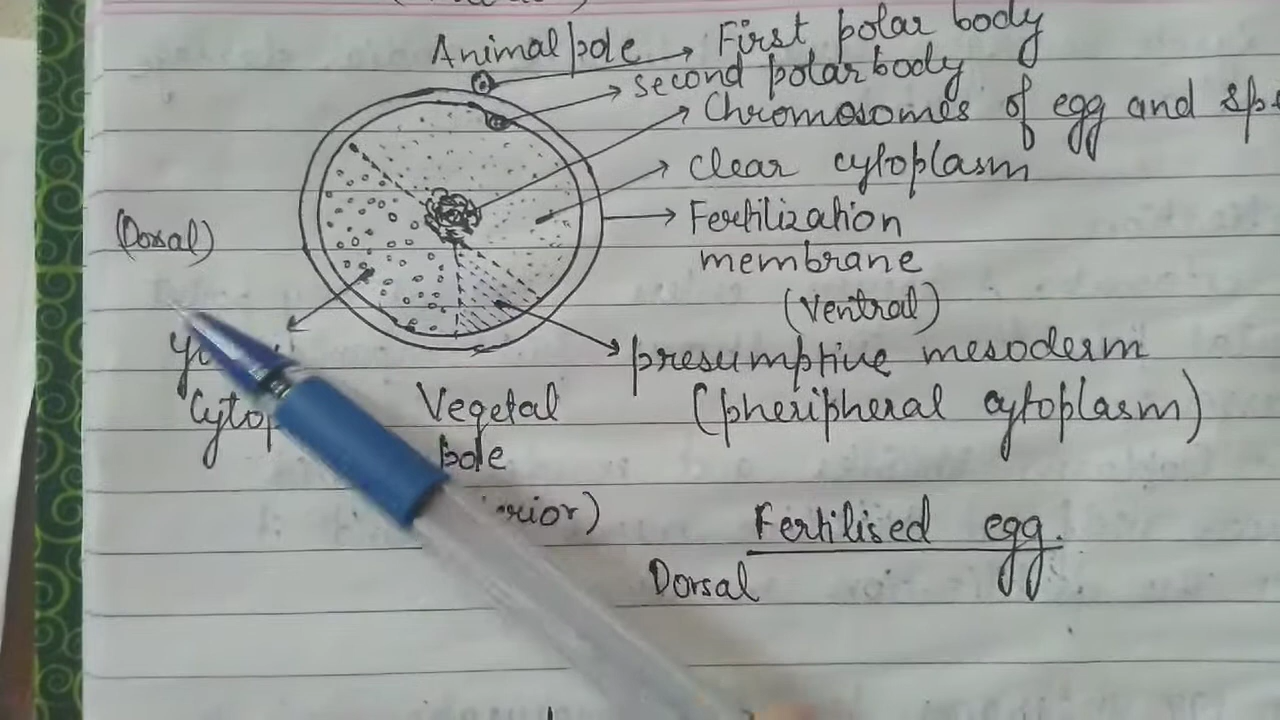 Animal pole
First polar body
second polar body
Chromosomes of egg and
clear cytoplasm
(Dorsal)
Fertilization
membrane
(Ventral)
presumptive mesoderm
Vegetal
(pheripheral cytoplasm)
pole
Fertilised egg.
Dorsal